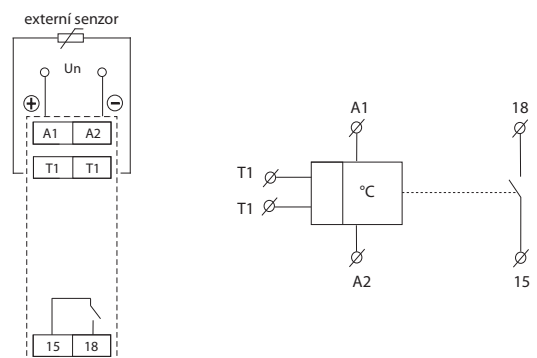 externí senzor
Un
+ −
A1 A2
T1 T1
15 18
A1
18
T1
°C
T1
A2
15